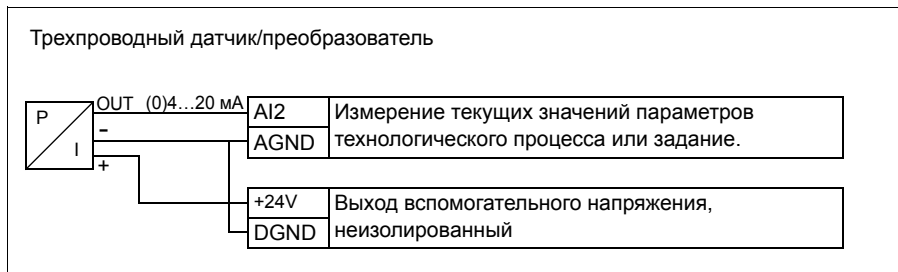 Трехпроводный датчик/преобразователь
P
I
OUT (0)4…20 мА
-
+
AI2
AGND
Измерение текущих значений параметров
технологического процесса или задание.
+24V
DGND
Выход вспомогательного напряжения,
неизолированный